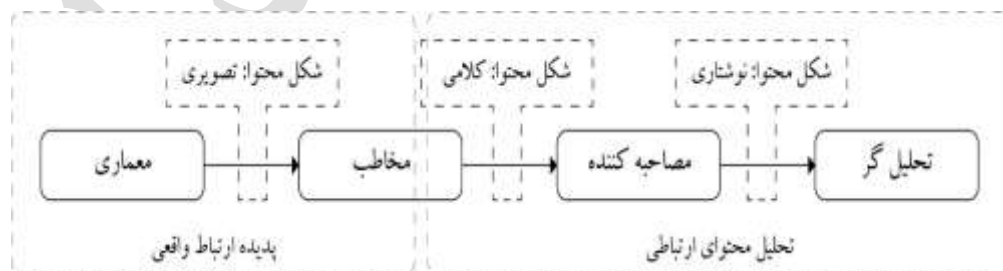 شکل محتوا: تصویری
شکل محتوا: کلامی
شکل محتوا: نوشتاری
معماری
مخاطب
مصاحبه کننده
تحلیل گر
پدیده ارتباط واقعی
تحلیل محتوای ارتباطی